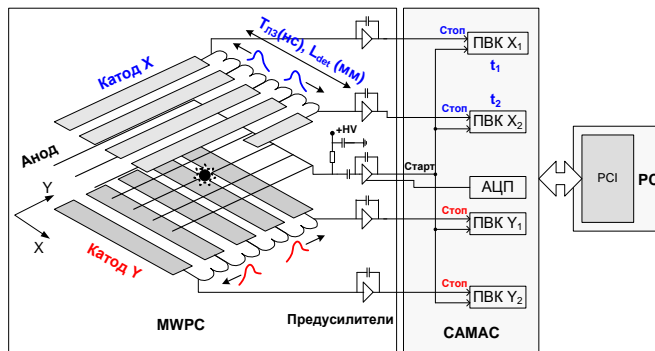 Tлз(нс), Lдет (мм)
Катод X
Анод
Y
X
Катод Y
MWPC
Предусилители
+HV
Старт
Стоп
ПВК X1
t1
t2
Стоп
ПВК X2
АЦП
Стоп
ПВК Y1
Стоп
ПВК Y2
CAMAC
PCI
PC